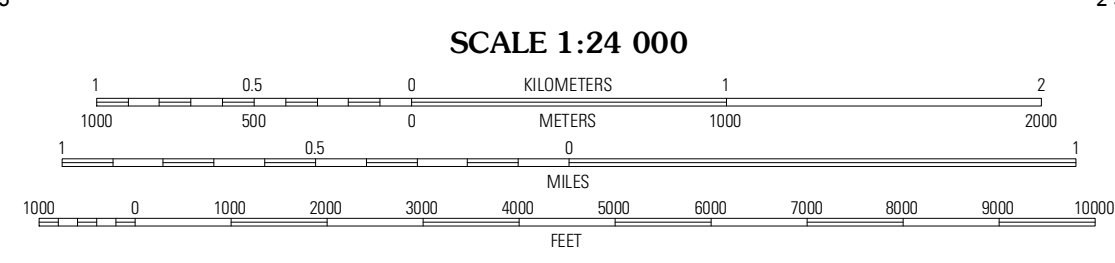 SCALE 1:24 000
1 0.5 0 KILOMETERS 1 2
1000 500 0 METERS 1000 2000
1 0.5 0 1
MILES
1000 0 1000 2000 3000 4000 5000 6000 7000 8000 9000 10000
FEET